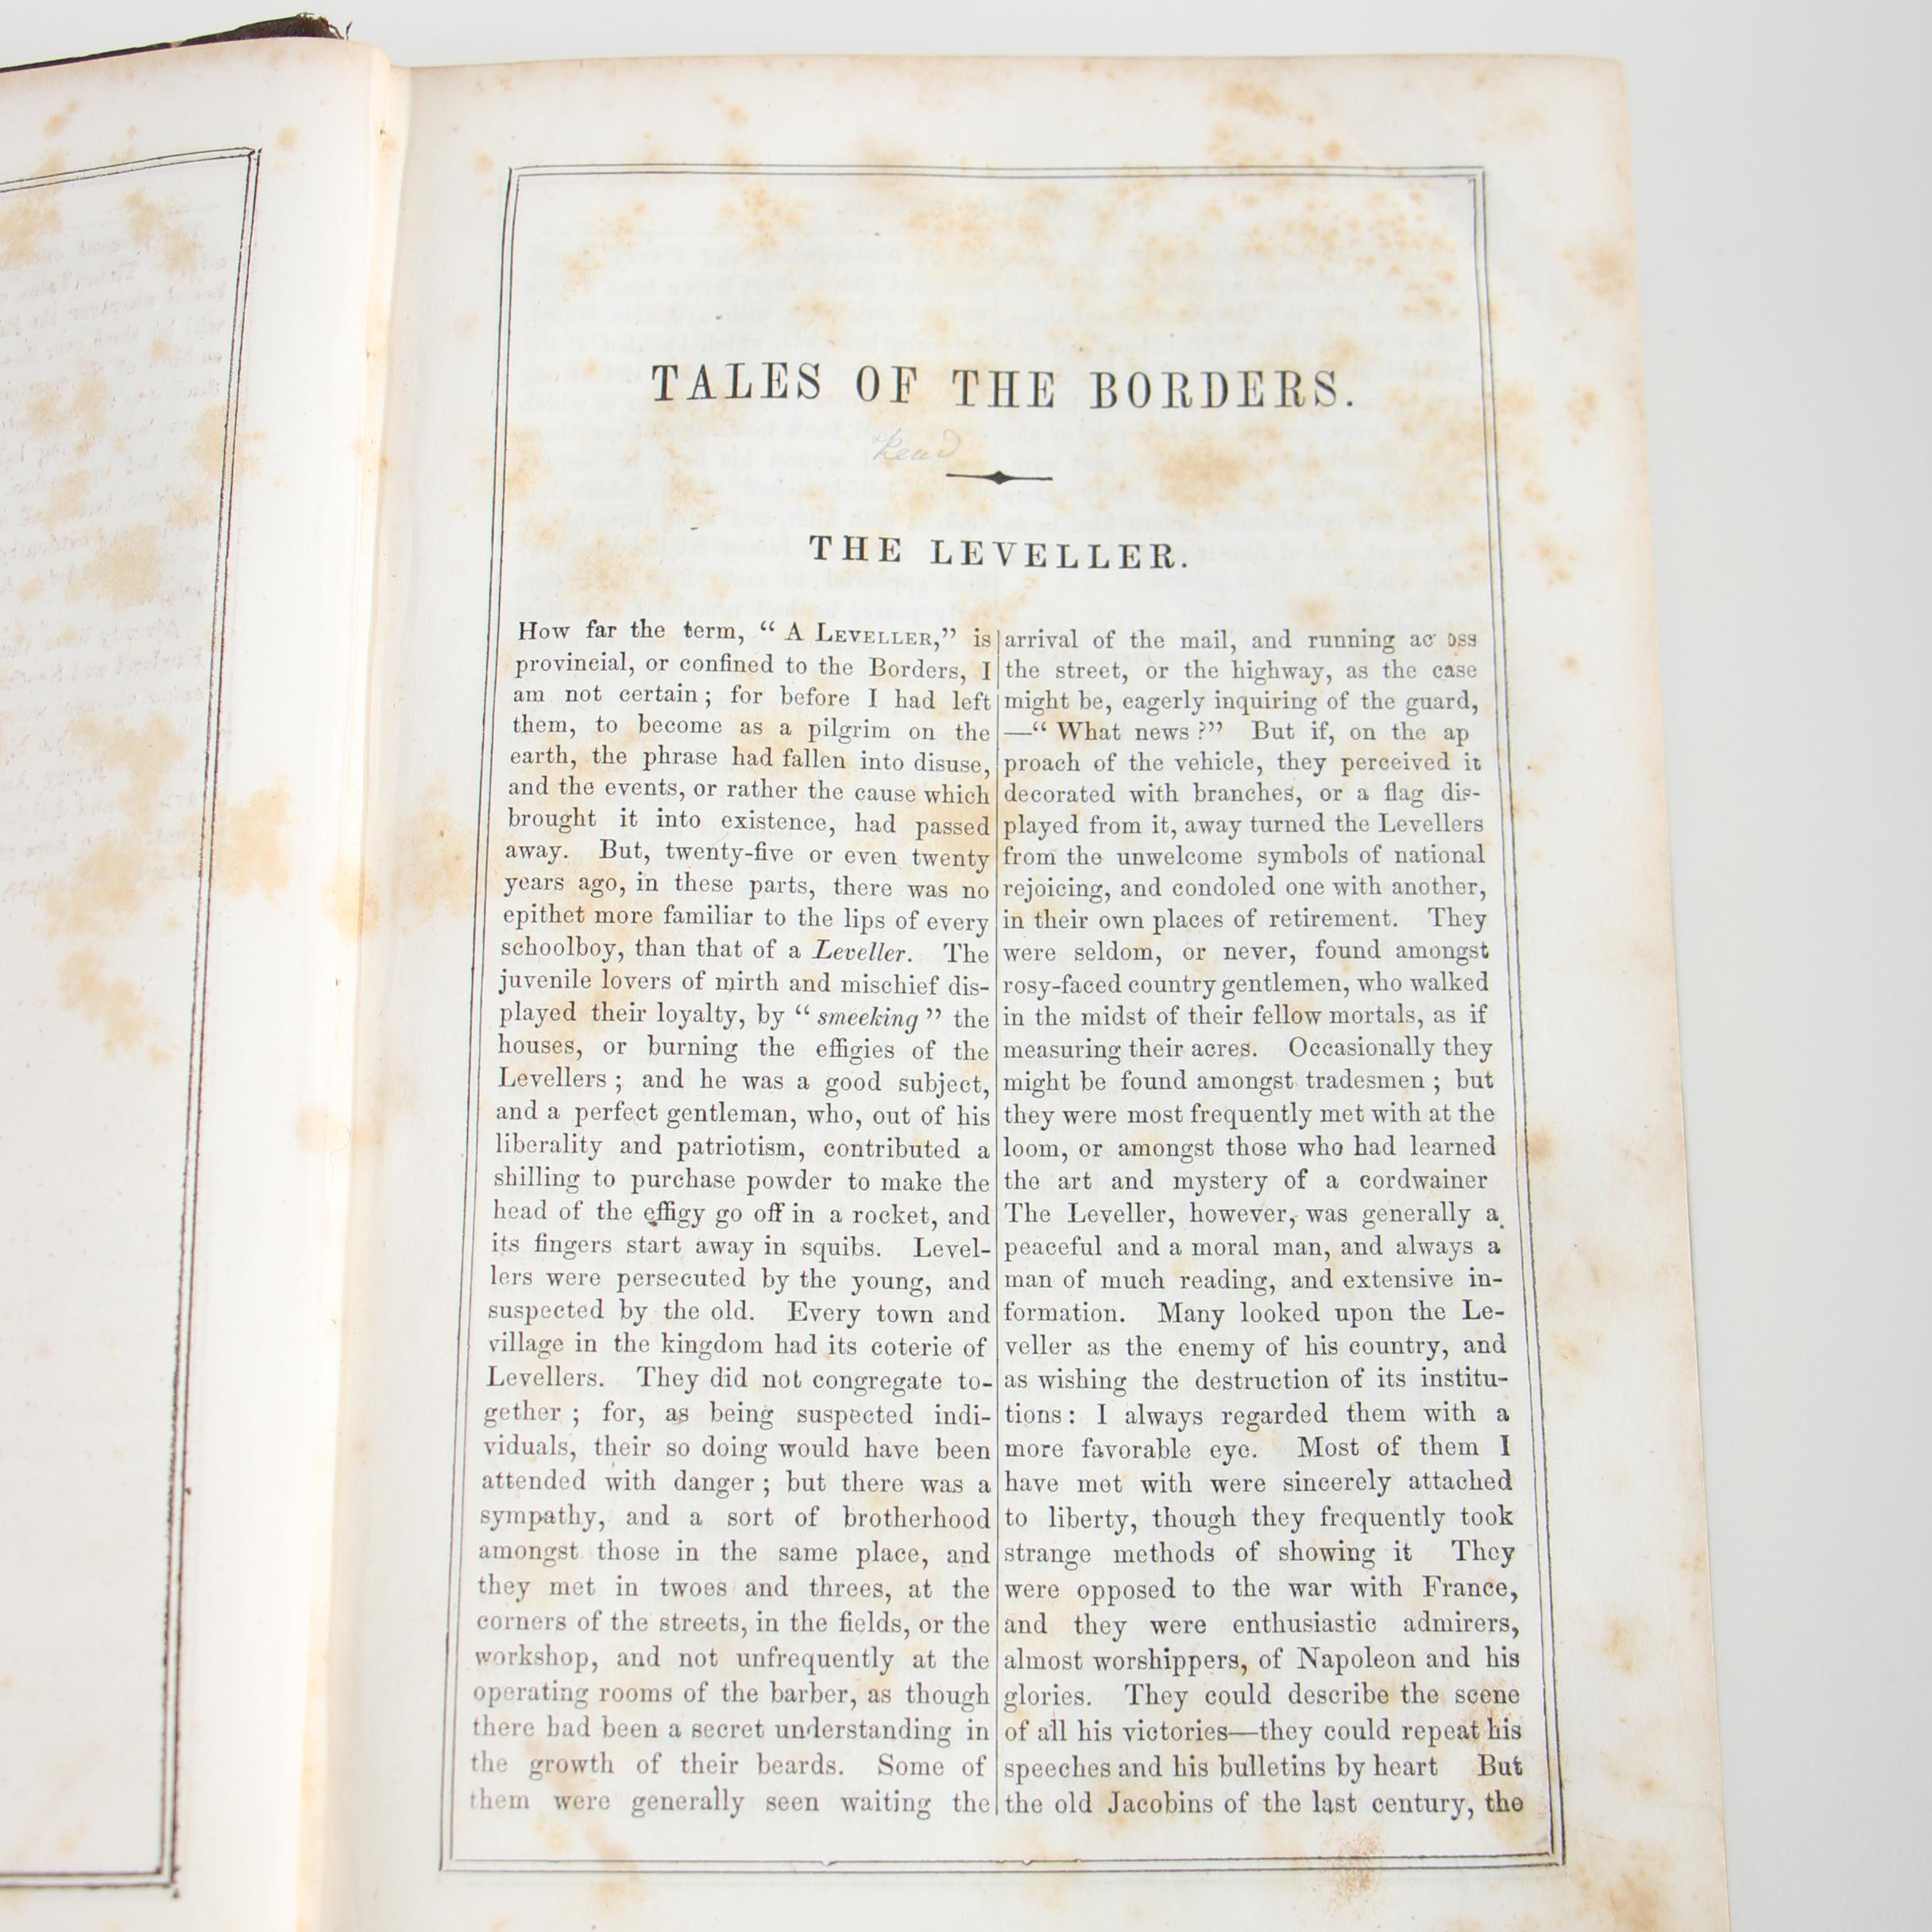 TALES OF THE BORDERS.
Read
THE LEVELLER.
How far the term, “ A LEVELLER,” is
provincial, or confined to the Borders, I
am not certain ; for before I had left
them, to become as a pilgrim on the
earth, the phrase had fallen into disuse,
and the events, or rather the cause which
brought it into existence, had passed
away. But, twenty-five or even twenty
years ago, in these parts, there was no
epithet more familiar to the lips of every
schoolboy, than that of a Leveller. The
juvenile lovers of mirth and mischief dis-
played their loyalty, by “ smeeking ” the
houses, or burning the effigies of the
Levellers ; and he was a good subject,
and a perfect gentleman, who, out of his
liberality and patriotism, contributed a
shilling to purchase powder to make the
head of the effigy go off in a rocket, and
its fingers start away in squibs. Level-
lers were persecuted by the young, and
suspected by the old. Every town and
village in the kingdom had its coterie of
Levellers. They did not congregate to-
gether ; for, as being suspected indi-
viduals, their so doing would have been
attended with danger ; but there was a
sympathy, and a sort of brotherhood
amongst those in the same place, and
they met in twoes and threes, at the
corners of the streets, in the fields, or the
workshop, and not unfrequently at the
operating rooms of the barber, as though
there had been a secret understanding in
the growth of their beards. Some of
them were generally seen waiting the
arrival of the mail, and running ac oss
the street, or the highway, as the case
might be, eagerly inquiring of the guard,
—“ What news ?” But if, on the ap
proach of the vehicle, they perceived it
decorated with branches, or a flag dis-
played from it, away turned the Levellers
from the unwelcome symbols of national
rejoicing, and condoled one with another,
in their own places of retirement. They
were seldom, or never, found amongst
rosy-faced country gentlemen, who walked
in the midst of their fellow mortals, as if
measuring their acres. Occasionally they
might be found amongst tradesmen ; but
they were most frequently met with at the
loom, or amongst those who had learned
the art and mystery of a cordwainer
The Leveller, however, was generally a
peaceful and a moral man, and always a
man of much reading, and extensive in-
formation. Many looked upon the Le-
veller as the enemy of his country, and
as wishing the destruction of its institu-
tions : I always regarded them with a
more favorable eye. Most of them I
have met with were sincerely attached
to liberty, though they frequently took
strange methods of showing it They
were opposed to the war with France,
and they were enthusiastic admirers,
almost worshippers, of Napoleon and his
glories. They could describe the scene
of all his victories—they could repeat his
speeches and his bulletins by heart But
the old Jacobins of the last century, the